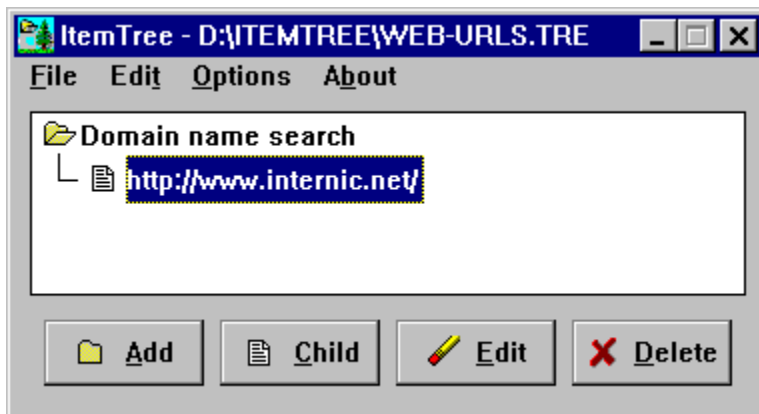 ItemTree - D:\ITEMTREE\WEB-URLS.TRE
File Edit Options About
Domain name search
http://www.internic.net/
Add Child Edit Delete